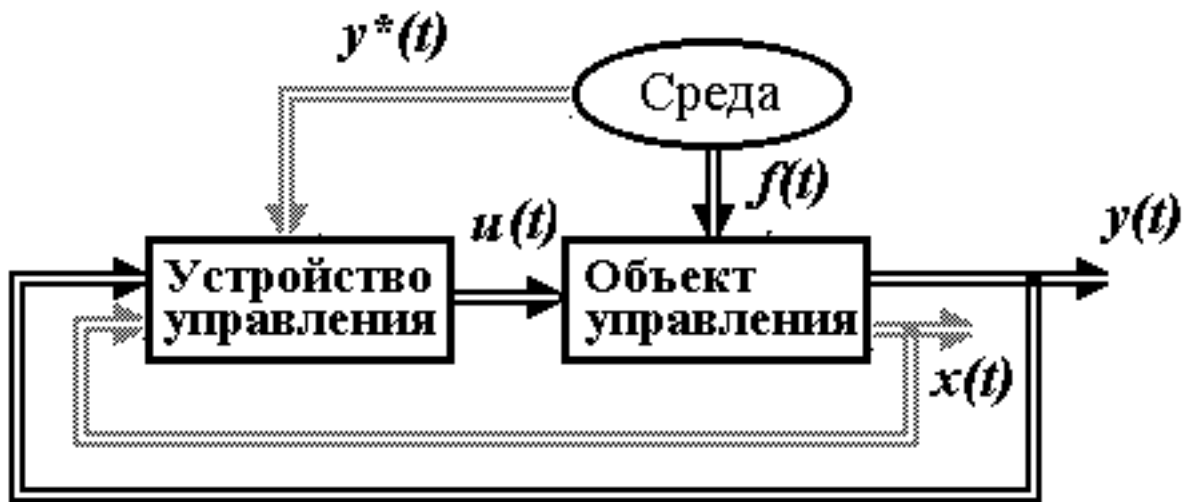 y*(t)
Среда
f(t)
u(t)
y(t)
Устройство
управления
Объект
управления
x(t)